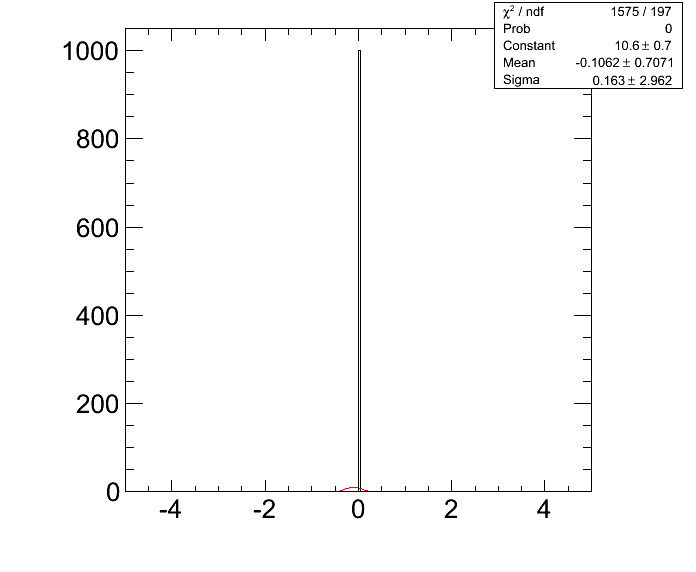 χ² / ndf 1575 / 197
Prob 0
Constant 10.6 ± 0.7
Mean -0.1062 ± 0.7071
Sigma 0.163 ± 2.962
1000
800
600
400
200
0
-4 -2 0 2 4